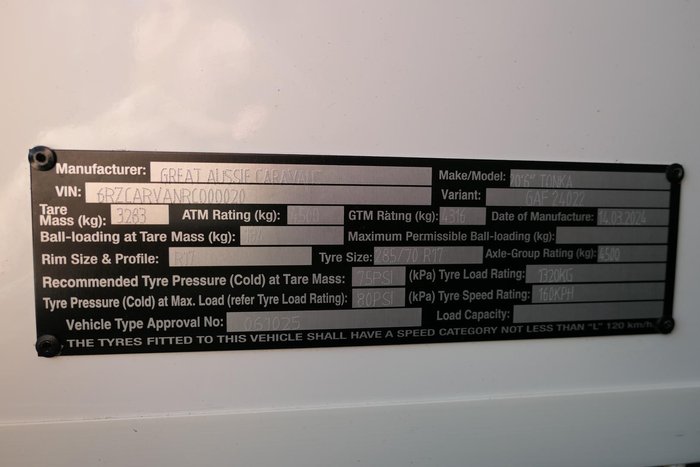 Manufacturer: GREAT AUSSIE CARAVANS Make/Model: 20'6" TONKA
VIN: 6RZCARVANRC000020 Variant: GAF 24022
Tare Mass (kg): 3283 ATM Rating (kg): 4500 GTM Rating (kg): 4316 Date of Manufacture: 14.03.2024
Ball-loading at Tare Mass (kg): Maximum Permissible Ball-loading (kg):
Rim Size & Profile: R17 Tyre Size: 265/70 R17 Axle-Group Rating (kg): 4500
Recommended Tyre Pressure (Cold) at Tare Mass: 75PSI (kPa) Tyre Load Rating: 1320KG
Tyre Pressure (Cold) at Max. Load (refer Tyre Load Rating): 80PSI (kPa) Tyre Speed Rating: 160KPH
Vehicle Type Approval No: 061025 Load Capacity:
THE TYRES FITTED TO THIS VEHICLE SHALL HAVE A SPEED CATEGORY NOT LESS THAN "L" 120 km/h